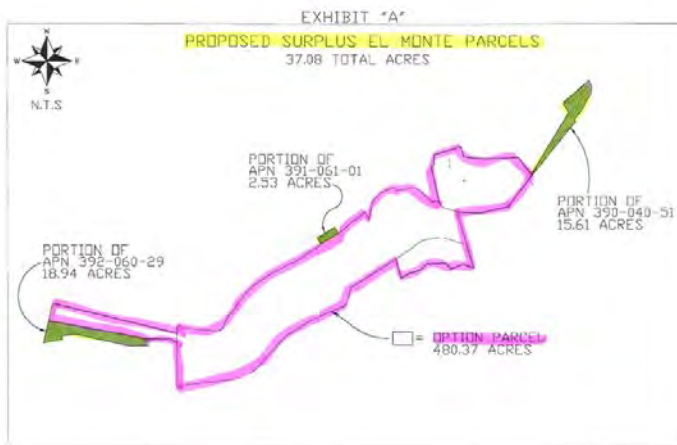 EXHIBIT "A"
PROPOSED SURPLUS EL MONTE PARCELS
37.08 TOTAL ACRES
N
W
E
S
N.T.S
PORTION OF
APN 391-061-01
2.53 ACRES
PORTION OF
APN 390-040-51
15.61 ACRES
PORTION OF
APN 392-060-29
18.94 ACRES
= OPTION PARCEL
480.37 ACRES